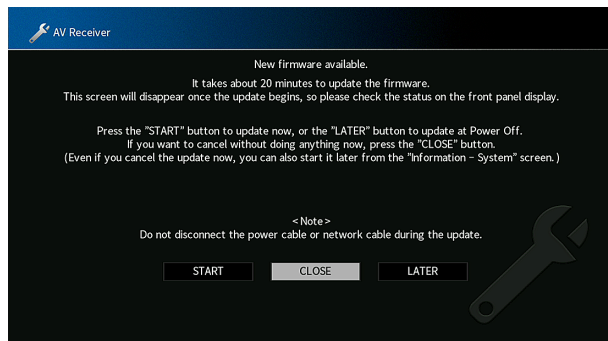 AV Receiver
New firmware available.
It takes about 20 minutes to update the firmware.
This screen will disappear once the update begins, so please check the status on the front panel display.
Press the "START" button to update now, or the "LATER" button to update at Power Off.
If you want to cancel without doing anything now, press the "CLOSE" button.
(Even if you cancel the update now, you can also start it later from the "Information - System" screen.)
<Note>
Do not disconnect the power cable or network cable during the update.
START CLOSE LATER